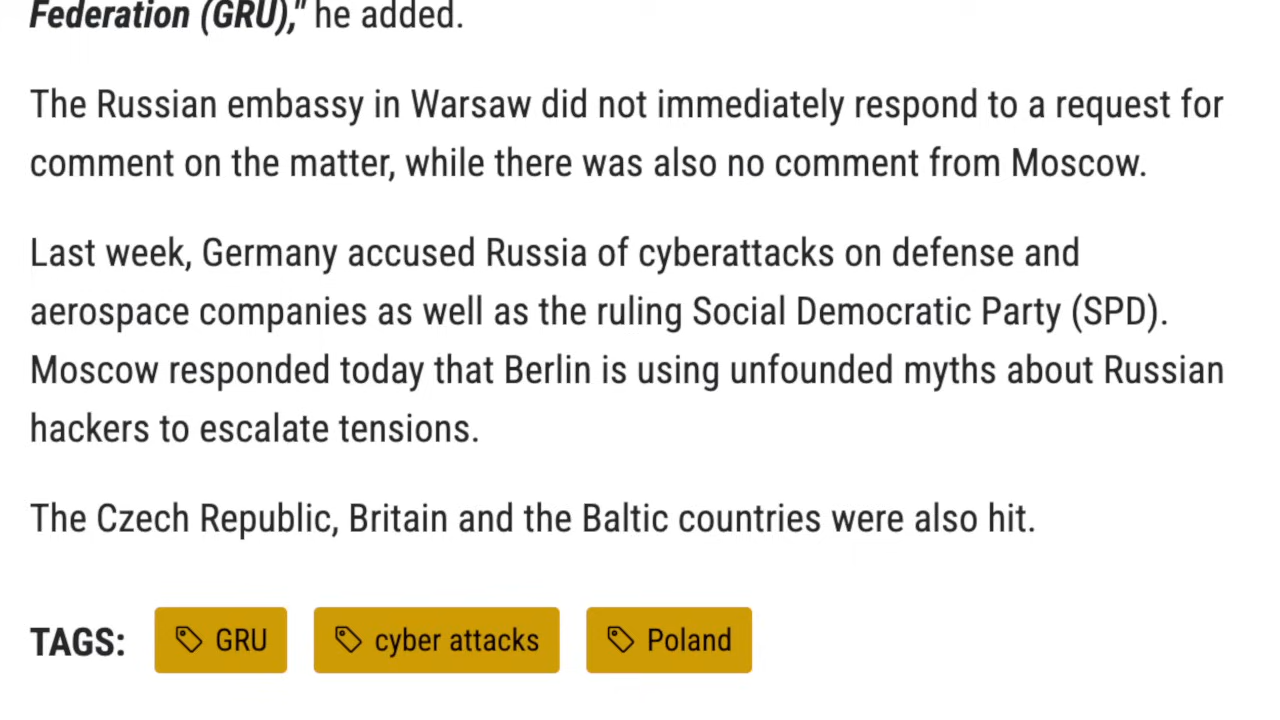 Federation (GRU)," he added.
The Russian embassy in Warsaw did not immediately respond to a request for
comment on the matter, while there was also no comment from Moscow.
Last week, Germany accused Russia of cyberattacks on defense and
aerospace companies as well as the ruling Social Democratic Party (SPD).
Moscow responded today that Berlin is using unfounded myths about Russian
hackers to escalate tensions.
The Czech Republic, Britain and the Baltic countries were also hit.
TAGS: GRU cyber attacks Poland